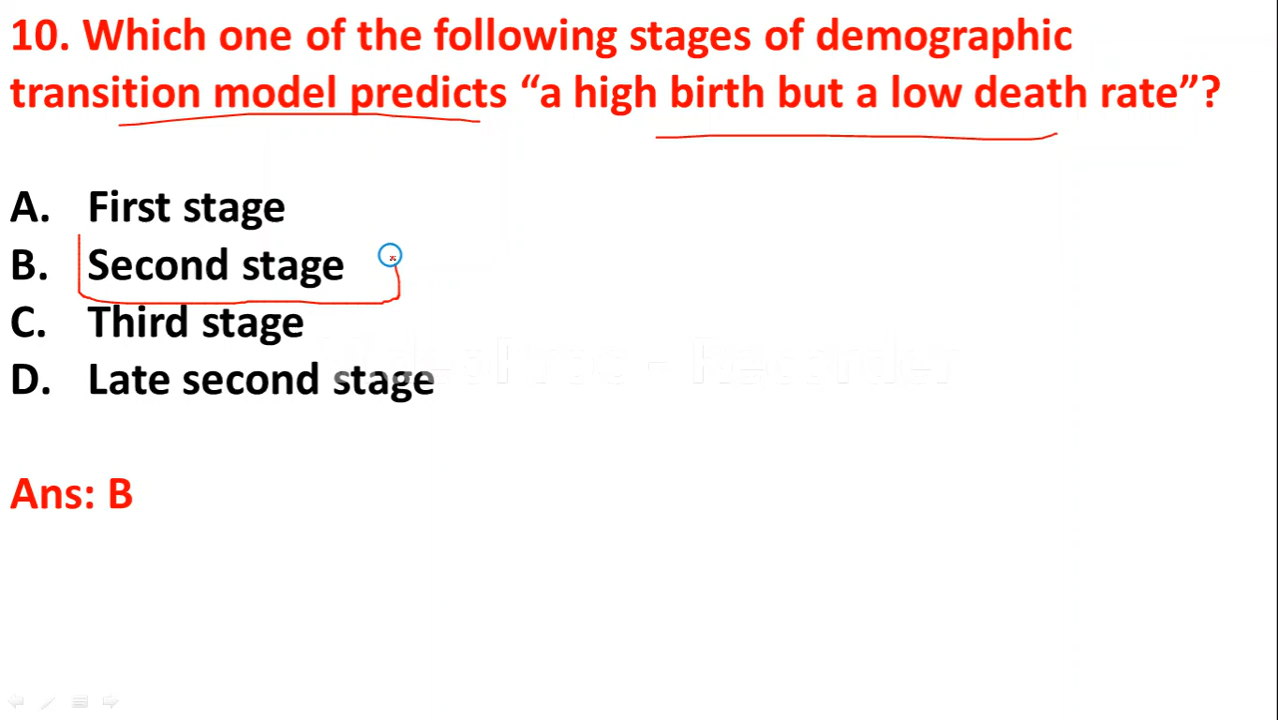 10. Which one of the following stages of demographic
transition model predicts “a high birth but a low death rate”?
A. First stage
B. Second stage
C. Third stage
D. Late second stage
Ans: B